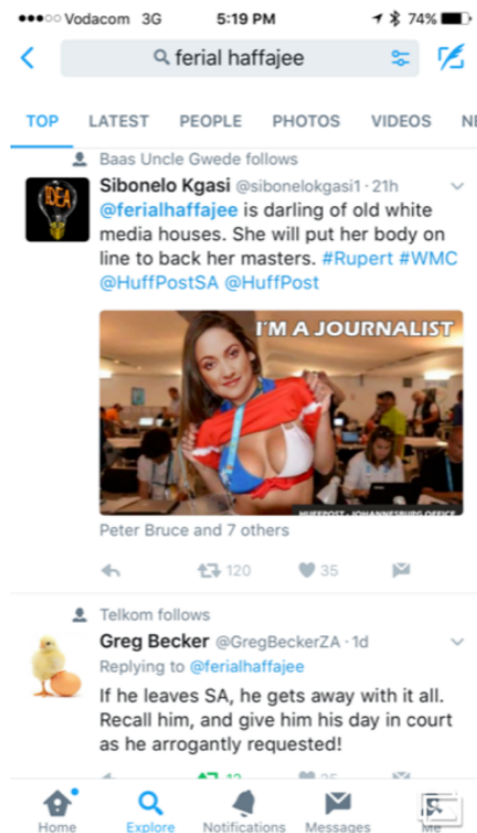 Vodacom 3G 5:19 PM 74%
ferial haffajee
TOP LATEST PEOPLE PHOTOS VIDEOS
Baas Uncle Gwede follows
Sibonelo Kgasi @sibonelokgasi1 · 21h
IDEA
@ferialhaffajee is darling of old white
media houses. She will put her body on
line to back her masters. #Rupert #WMC
@HuffPostSA @HuffPost
I'M A JOURNALIST
HUFFPOST - JOHANNESBURG OFFICE
Peter Bruce and 7 others
120 35
Telkom follows
Greg Becker @GregBeckerZA · 1d
Replying to @ferialhaffajee
If he leaves SA, he gets away with it all.
Recall him, and give him his day in court
as he arrogantly requested!
Home Explore Notifications Messages Me